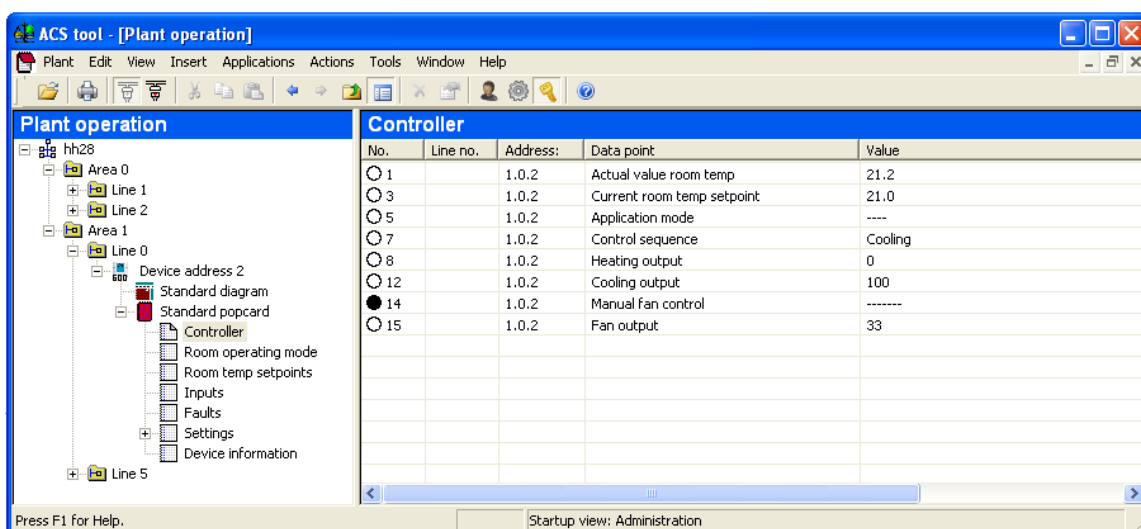 ACS tool - [Plant operation]
Plant Edit View Insert Applications Actions Tools Window Help
Plant operation
hh28
Area 0
Line 1
Line 2
Area 1
Line 0
Device address 2
Standard diagram
Standard popcard
Controller
Room operating mode
Room temp setpoints
Inputs
Faults
Settings
Device information
Line 5
Controller
No. Line no. Address: Data point Value
1 1.0.2 Actual value room temp 21.2
3 1.0.2 Current room temp setpoint 21.0
5 1.0.2 Application mode ----
7 1.0.2 Control sequence Cooling
8 1.0.2 Heating output 0
12 1.0.2 Cooling output 100
14 1.0.2 Manual fan control -------
15 1.0.2 Fan output 33
Press F1 for Help. Startup view: Administration